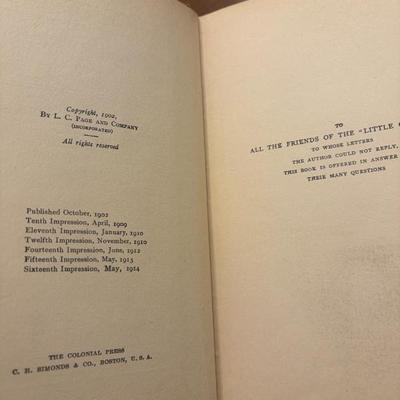 Copyright, 1902,
BY L. C. PAGE AND COMPANY
(INCORPORATED)
All rights reserved
Published October, 1902
Tenth Impression, April, 1909
Eleventh Impression, January, 1910
Twelfth Impression, November, 1910
Fourteenth Impression, June, 1912
Fifteenth Impression, May, 1913
Sixteenth Impression, May, 1914
THE COLONIAL PRESS
C. H. SIMONDS & CO., BOSTON, U. S. A.
TO
ALL THE FRIENDS OF THE "LITTLE
TO WHOSE LETTERS
THE AUTHOR COULD NOT REPLY,
THIS BOOK IS OFFERED IN ANSWER
THEIR MANY QUESTIONS